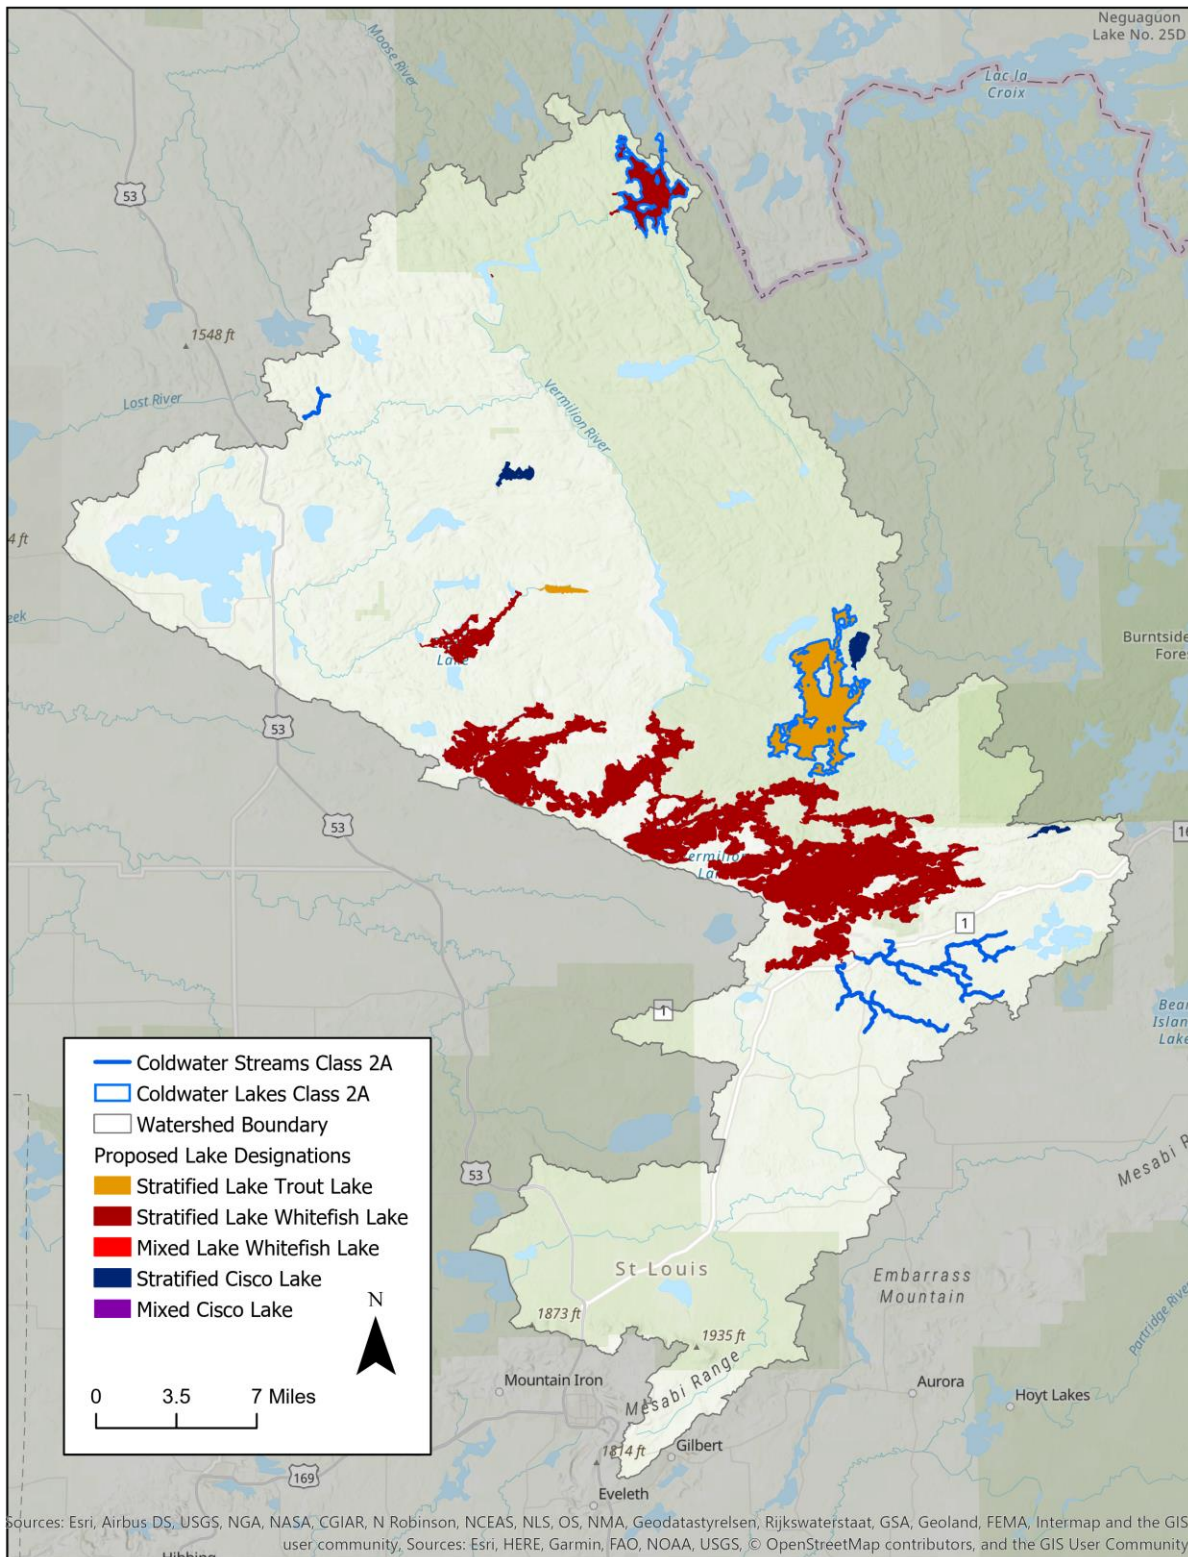 Neguaguon
Lake No. 25D
Moose River
Lac la
Croix
53
1548 ft
Lost River
Vermilion River
4 ft
eek
Burntside
Fores
Lake
53
53
16
ermilion
La
1
1
Bear
Island
Lake
Coldwater Streams Class 2A
Coldwater Lakes Class 2A
Watershed Boundary
Proposed Lake Designations
Stratified Lake Trout Lake
Stratified Lake Whitefish Lake
Mixed Lake Whitefish Lake
Stratified Cisco Lake
Mixed Cisco Lake
N
0 3.5 7 Miles
53
Mesabi R
St Louis
Embarrass
Mountain
Partridge River
1873 ft
1935 ft
Mountain Iron
Mesabi Range
Aurora
Hoyt Lakes
1814 ft
Gilbert
169
Eveleth
Sources: Esri, Airbus DS, USGS, NGA, NASA, CGIAR, N Robinson, NCEAS, NLS, OS, NMA, Geodatastyrelsen, Rijkswaterstaat, GSA, Geoland, FEMA, Intermap and the GIS
user community, Sources: Esri, HERE, Garmin, FAO, NOAA, USGS, © OpenStreetMap contributors, and the GIS User Community
Hibbing